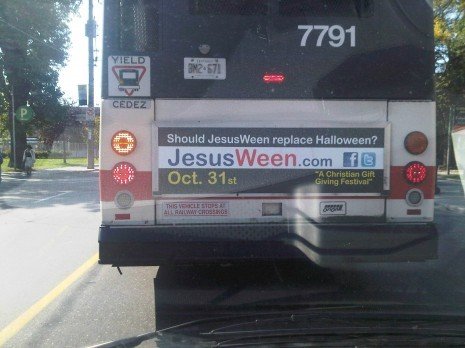 7791
YIELD
CEDEZ
Should JesusWeen replace Halloween?
JesusWeen.com
Oct. 31st
"A Christian Gift
Giving Festival"
THIS VEHICLE STOPS AT
ALL RAILWAY CROSSINGS
P